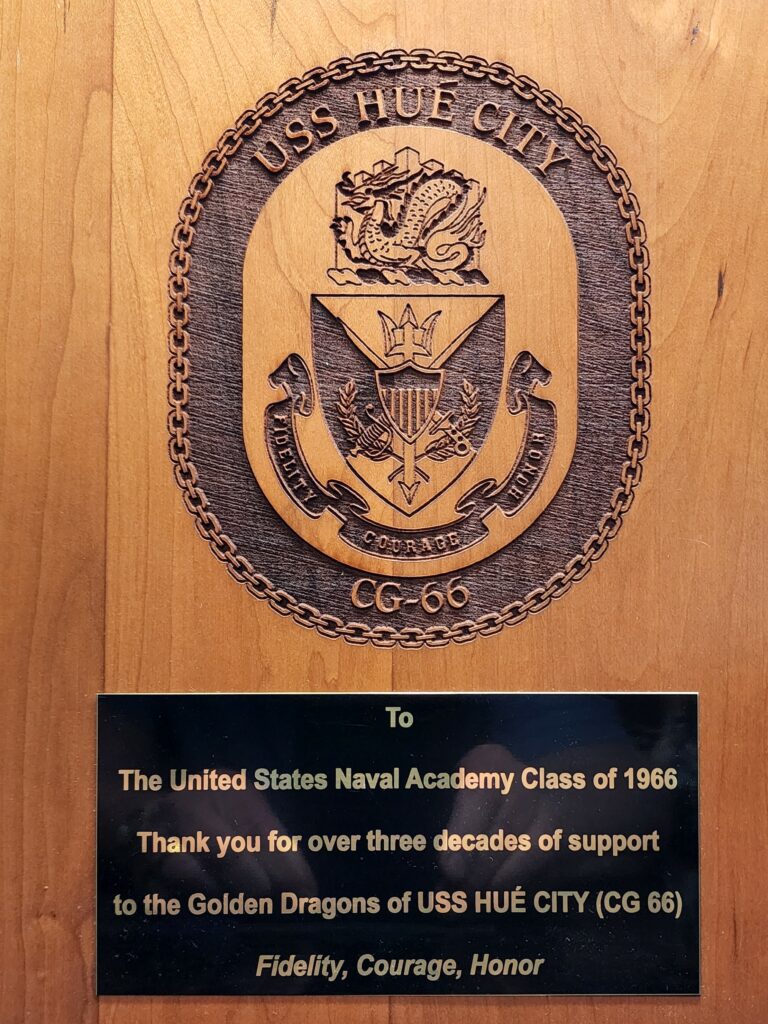 USS HUÉ CITY
FIDELITY
COURAGE
HONOR
CG-66
To
The United States Naval Academy Class of 1966
Thank you for over three decades of support
to the Golden Dragons of USS HUÉ CITY (CG 66)
Fidelity, Courage, Honor